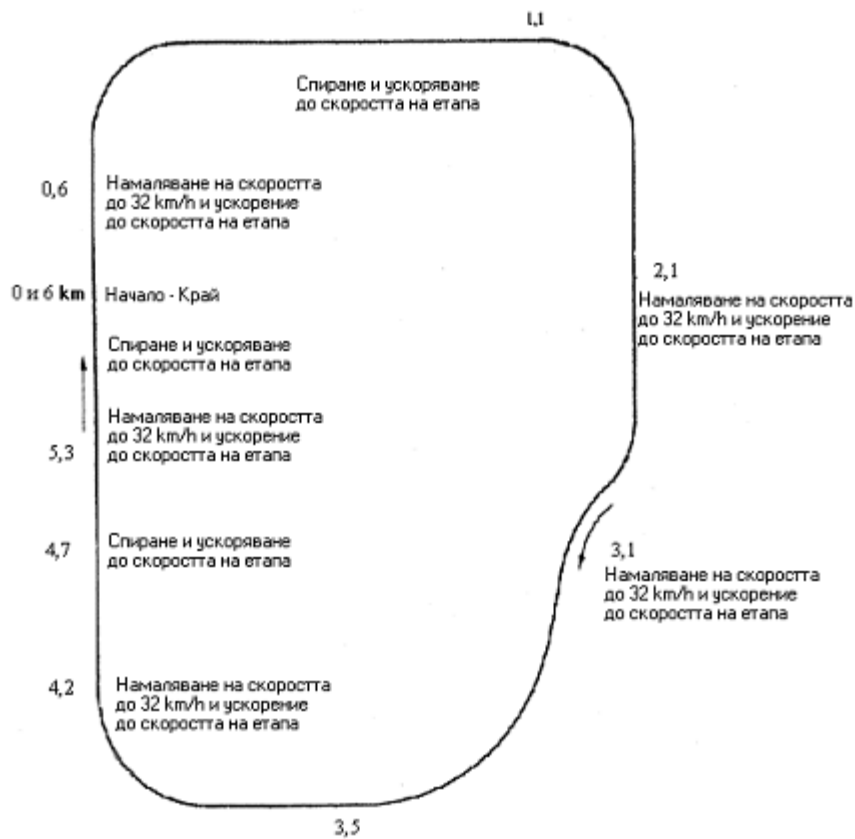 1,1
Спиране и ускоряване
до скоростта на етапа
0,6
Намаляване на скоростта
до 32 km/h и ускорение
до скоростта на етапа
2,1
Намаляване на скоростта
до 32 km/h и ускорение
до скоростта на етапа
0 и 6 km
Начало - Край
Спиране и ускоряване
до скоростта на етапа
Намаляване на скоростта
до 32 km/h и ускорение
до скоростта на етапа
5,3
4,7
Спиране и ускоряване
до скоростта на етапа
3,1
Намаляване на скоростта
до 32 km/h и ускорение
до скоростта на етапа
4,2
Намаляване на скоростта
до 32 km/h и ускорение
до скоростта на етапа
3,5